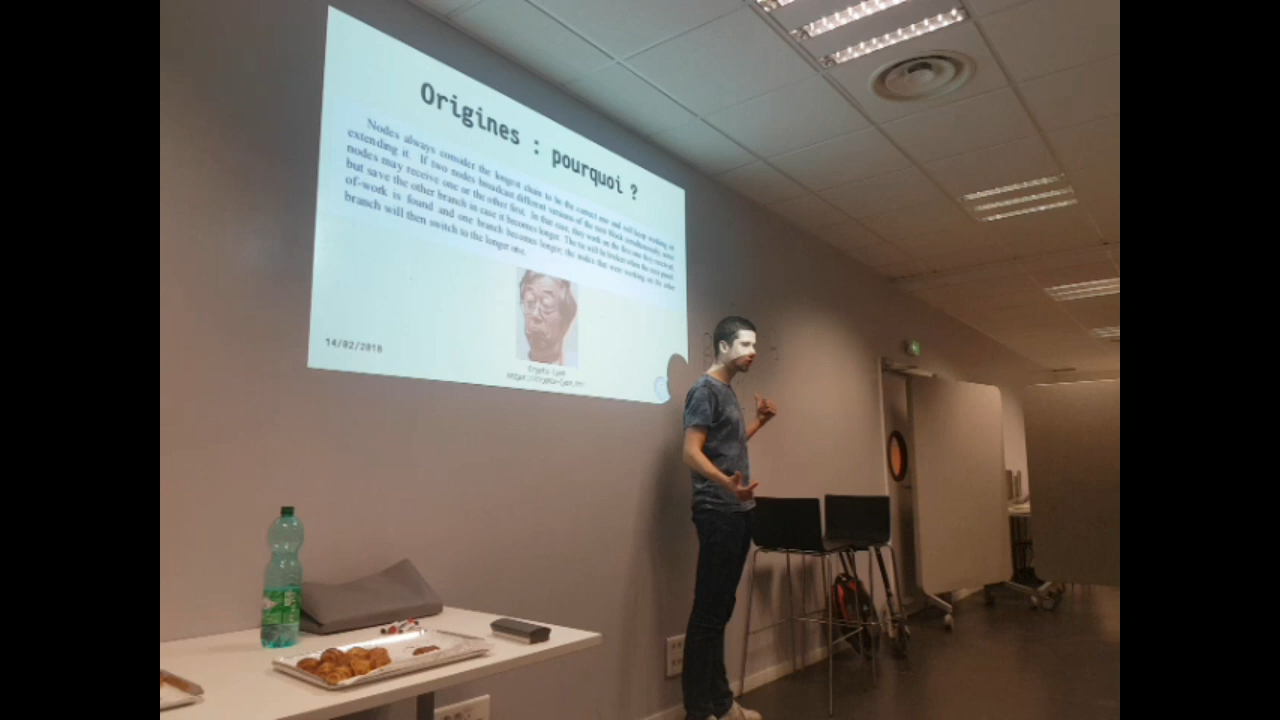 Origines : pourquoi ?
Nodes always consider the longest chain to be the correct one and will keep working on
extending it. If two nodes broadcast different versions of the next block simultaneously, some
nodes may receive one or the other first. In that case, they work on the first one they received,
but save the other branch in case it becomes longer. The tie will be broken when the next proof-
of-work is found and one branch becomes longer; the nodes that were working on the other
branch will then switch to the longer one.
14/02/2018
Crypto-Lyon